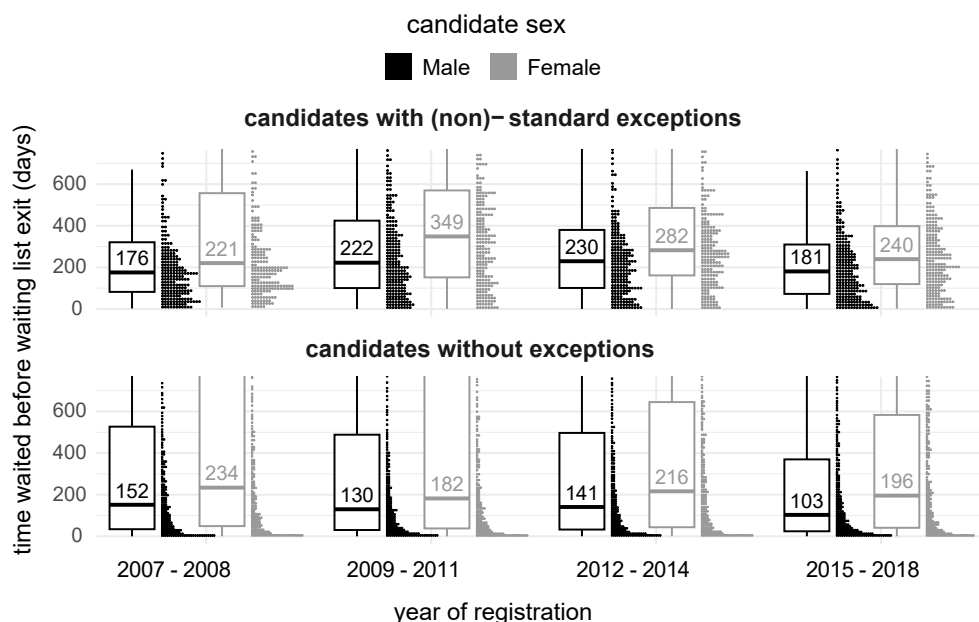 candidate sex
Male Female
candidates with (non)- standard exceptions
time waited before waiting list exit (days)
600
400
200
0
176 221 222 349 230 282 181 240
candidates without exceptions
600
400
200
0
152 234 130 182 141 216 103 196
2007 - 2008 2009 - 2011 2012 - 2014 2015 - 2018
year of registration